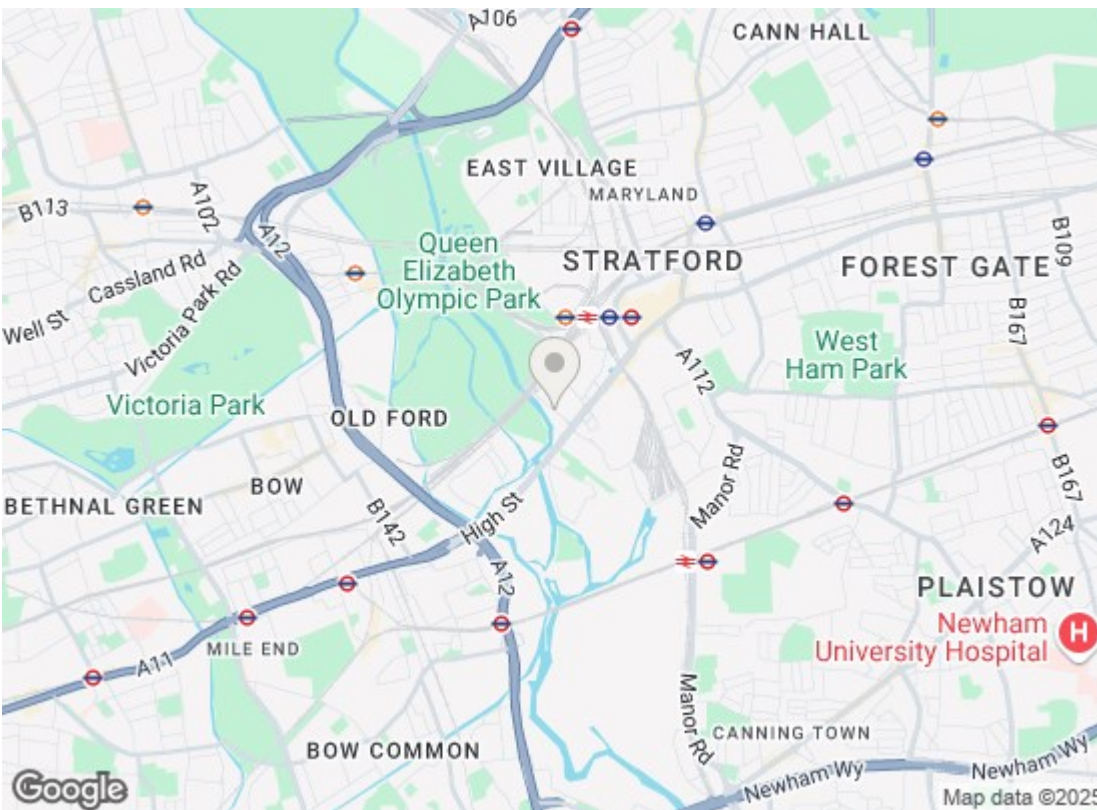 A106
CANN HALL
EAST VILLAGE
MARYLAND
B113
A102
A12
Cassland Rd
Victoria Park Rd
Well St
Queen
Elizabeth
Olympic Park
STRATFORD
FOREST GATE
B109
B167
West
Ham Park
A112
Victoria Park
OLD FORD
BOW
BETHNAL GREEN
B142
High St
Manor Rd
B167
A124
A12
PLAISTOW
Newham
University Hospital
H
MILE END
A11
Manor Rd
CANNING TOWN
BOW COMMON
Newham Wy
Newham Wy
Google
Map data ©2025